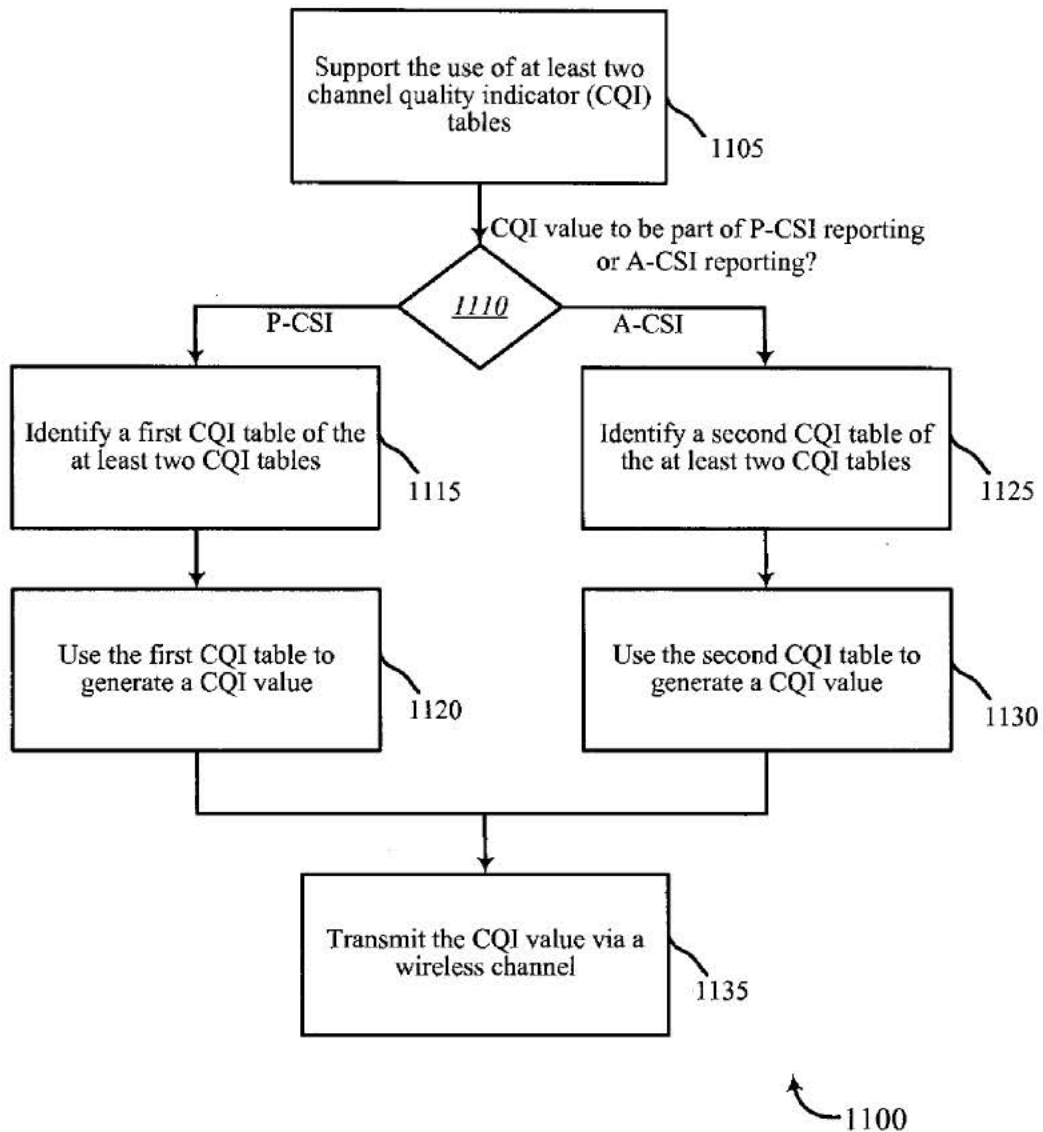 Support the use of at least two
channel quality indicator (CQI)
tables
1105
CQI value to be part of P-CSI reporting
or A-CSI reporting?
1110
P-CSI
A-CSI
Identify a first CQI table of the
at least two CQI tables
1115
Identify a second CQI table of
the at least two CQI tables
1125
Use the first CQI table to
generate a CQI value
1120
Use the second CQI table to
generate a CQI value
1130
Transmit the CQI value via a
wireless channel
1135
1100